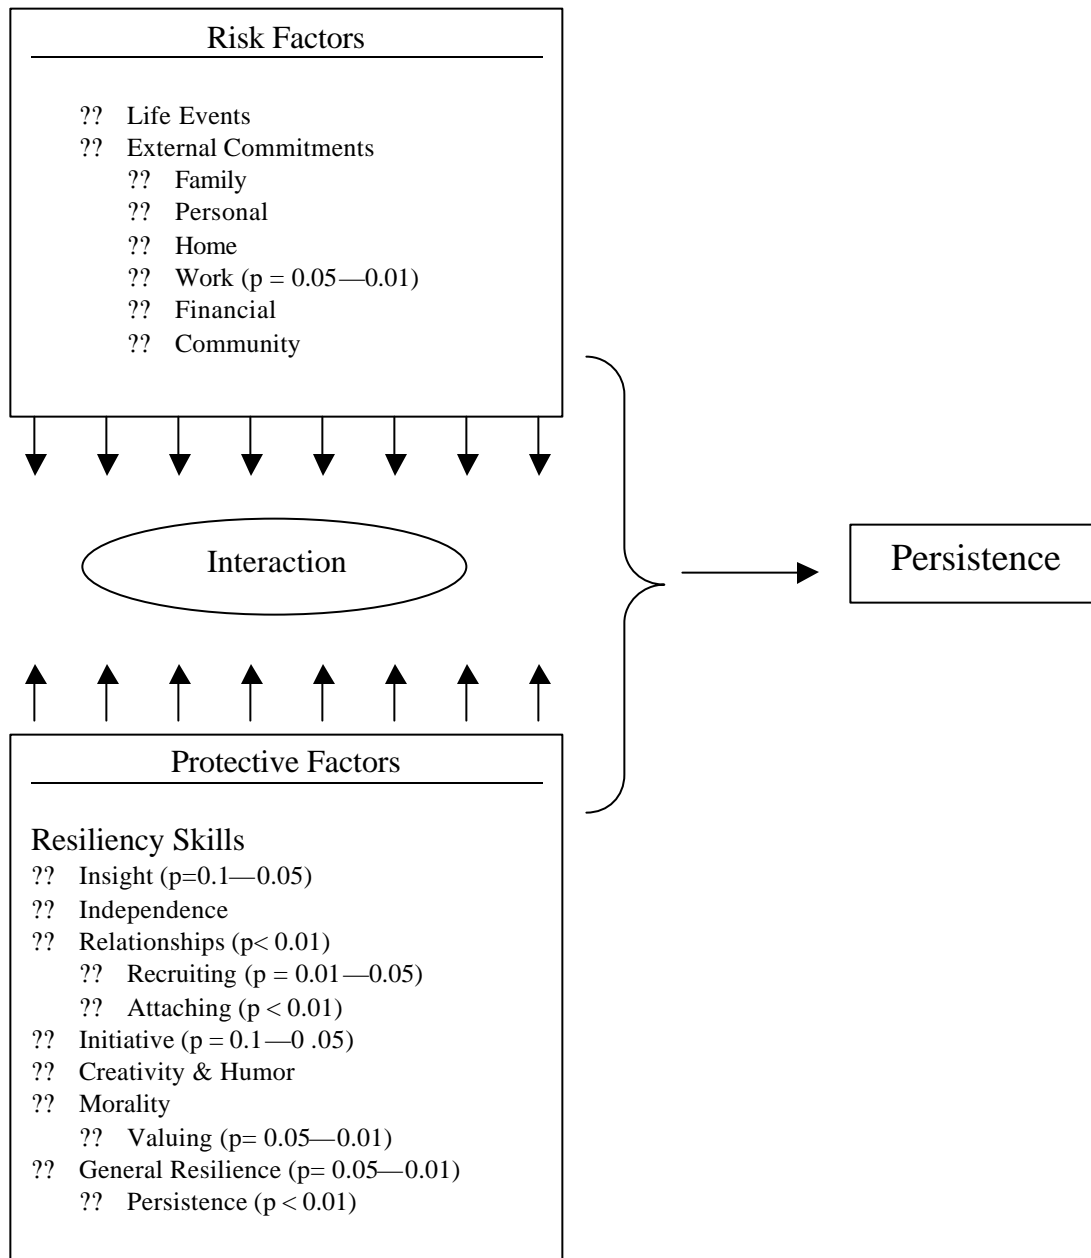 Risk Factors
?? Life Events
?? External Commitments
?? Family
?? Personal
?? Home
?? Work (p = 0.05—0.01)
?? Financial
?? Community
Interaction
Persistence
Protective Factors
Resiliency Skills
?? Insight (p=0.1—0.05)
?? Independence
?? Relationships (p< 0.01)
?? Recruiting (p = 0.01—0.05)
?? Attaching (p < 0.01)
?? Initiative (p = 0.1—0 .05)
?? Creativity & Humor
?? Morality
?? Valuing (p= 0.05—0.01)
?? General Resilience (p= 0.05—0.01)
?? Persistence (p < 0.01)